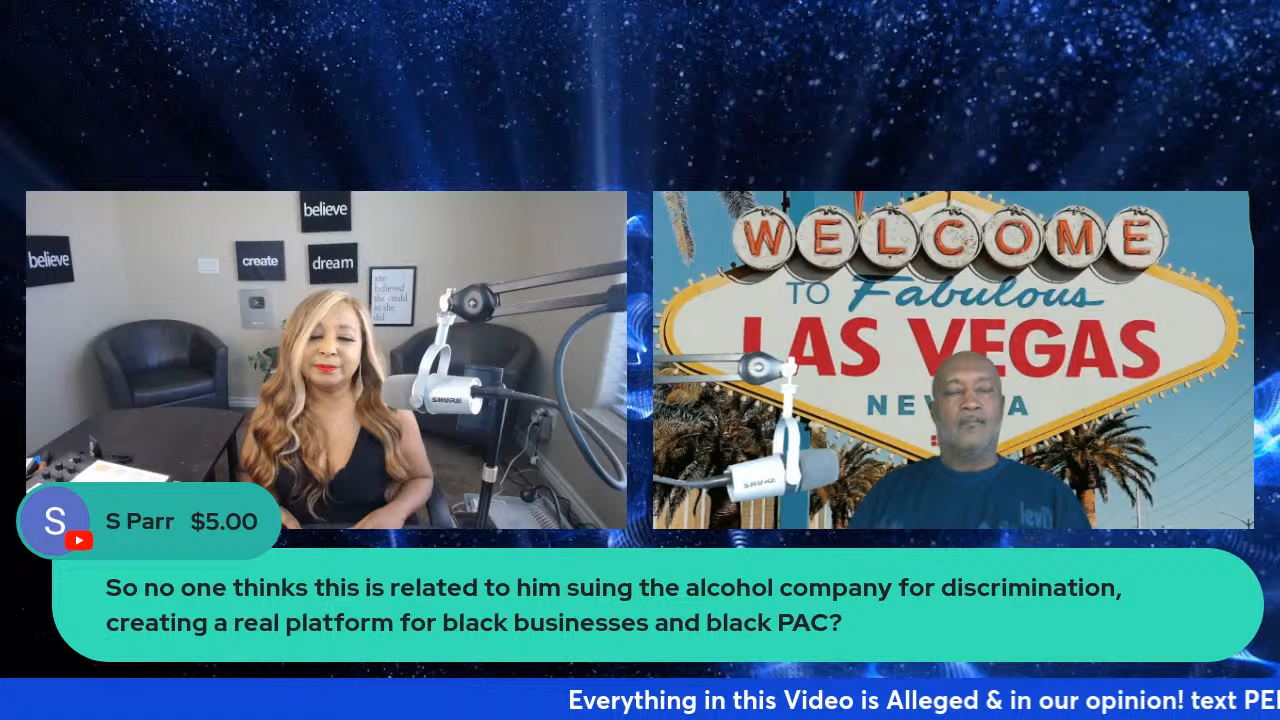 believe
believe
create
dream
she
believed
she could
so she
did
SHURE
WELCOME
TO Fabulous
LAS VEGAS
NEV A
SHURE
S
S Parr $5.00
So no one thinks this is related to him suing the alcohol company for discrimination,
creating a real platform for black businesses and black PAC?
Everything in this Video is Alleged & in our opinion! text PE